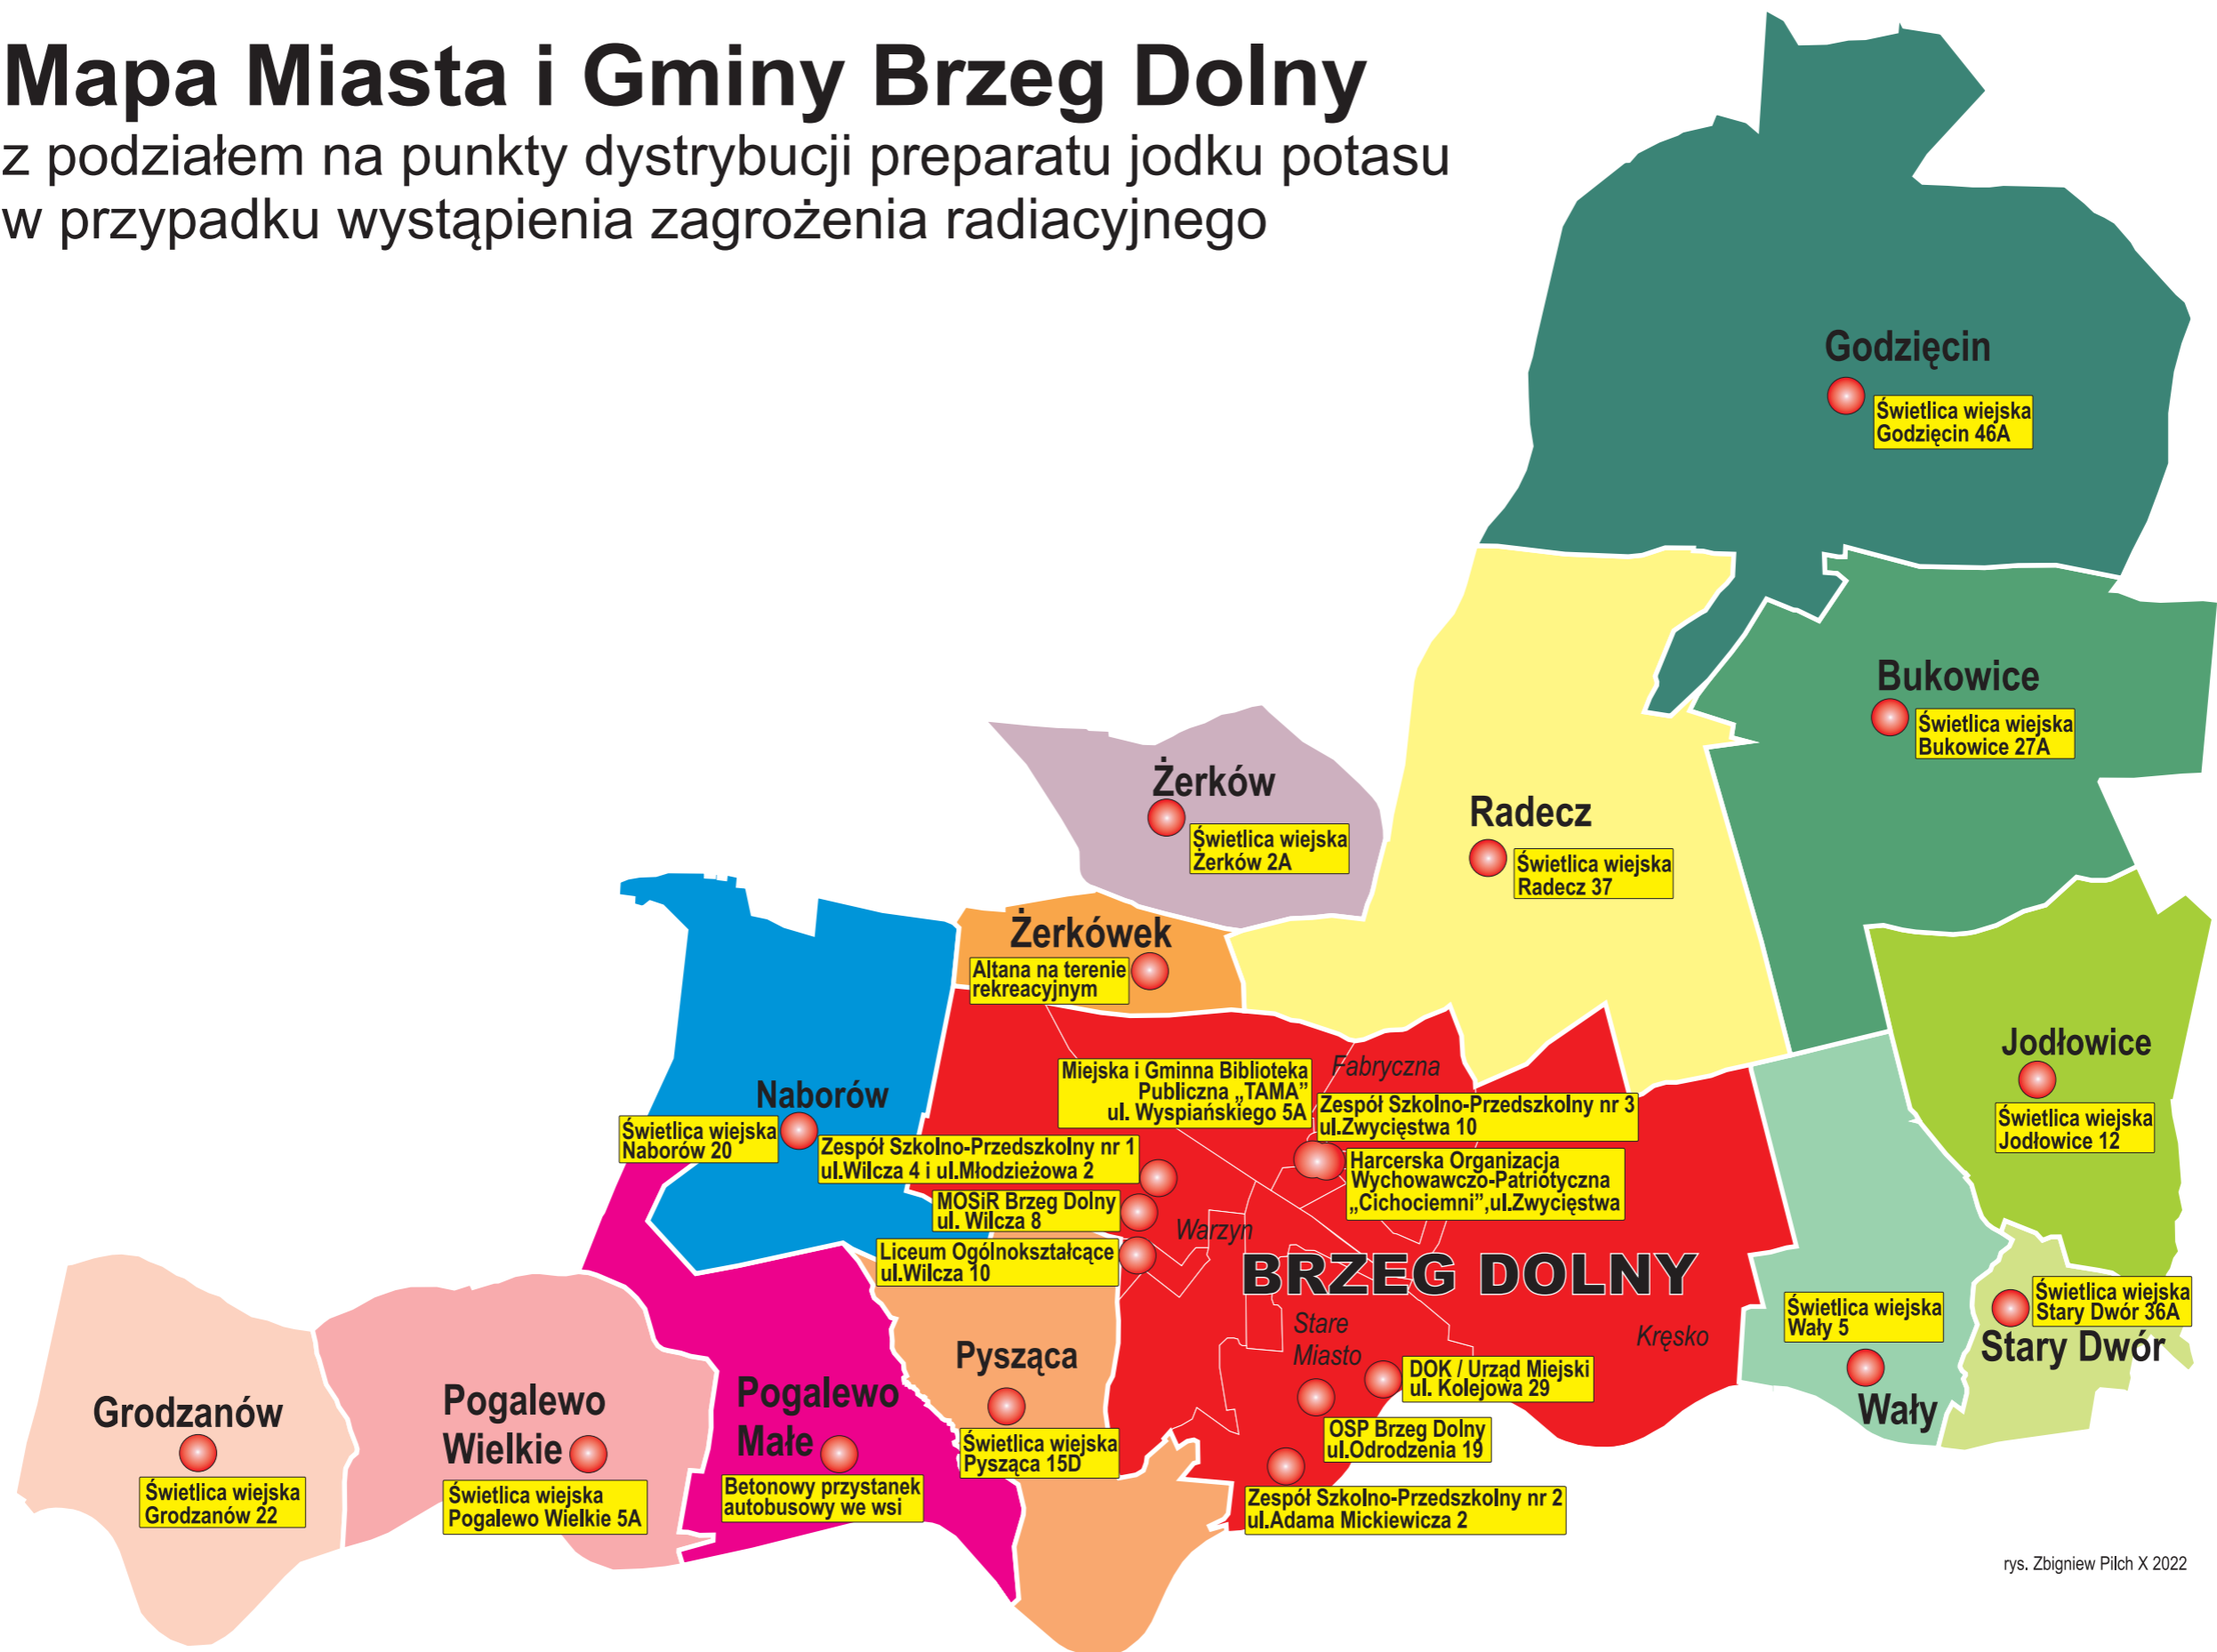 Mapa Miasta i Gminy Brzeg Dolny
z podziałem na punkty dystrybucji preparatu jodku potasu
w przypadku wystąpienia zagrożenia radiacyjnego
Godzięcin
Świetlica wiejska
Godzięcin 46A
Bukowice
Świetlica wiejska
Bukowice 27A
Żerków
Świetlica wiejska
Żerków 2A
Radecz
Świetlica wiejska
Radecz 37
Żerkówek
Altana na terenie
rekreacyjnym
Jodłowice
Świetlica wiejska
Jodłowice 12
Naborów
Świetlica wiejska
Naborów 20
Fabryczna
Miejska i Gminna Biblioteka
Publiczna „TAMA”
ul. Wyspiańskiego 5A
Zespół Szkolno-Przedszkolny nr 3
ul.Zwycięstwa 10
Zespół Szkolno-Przedszkolny nr 1
ul.Wilcza 4 i ul.Młodzieżowa 2
Harcerska Organizacja
Wychowawczo-Patriotyczna
„Cichociemni”,ul.Zwycięstwa
MOSiR Brzeg Dolny
ul. Wilcza 8
Warzyn
Liceum Ogólnokształcące
ul.Wilcza 10
BRZEG DOLNY
Stare
Miasto
Kręsko
Świetlica wiejska
Wały 5
Wały
Świetlica wiejska
Stary Dwór 36A
Stary Dwór
DOK / Urząd Miejski
ul. Kolejowa 29
OSP Brzeg Dolny
ul.Odrodzenia 19
Zespół Szkolno-Przedszkolny nr 2
ul.Adama Mickiewicza 2
Pysząca
Świetlica wiejska
Pysząca 15D
Pogalewo
Małe
Betonowy przystanek
autobusowy we wsi
Pogalewo
Wielkie
Świetlica wiejska
Pogalewo Wielkie 5A
Grodzanów
Świetlica wiejska
Grodzanów 22
rys. Zbigniew Pilch X 2022